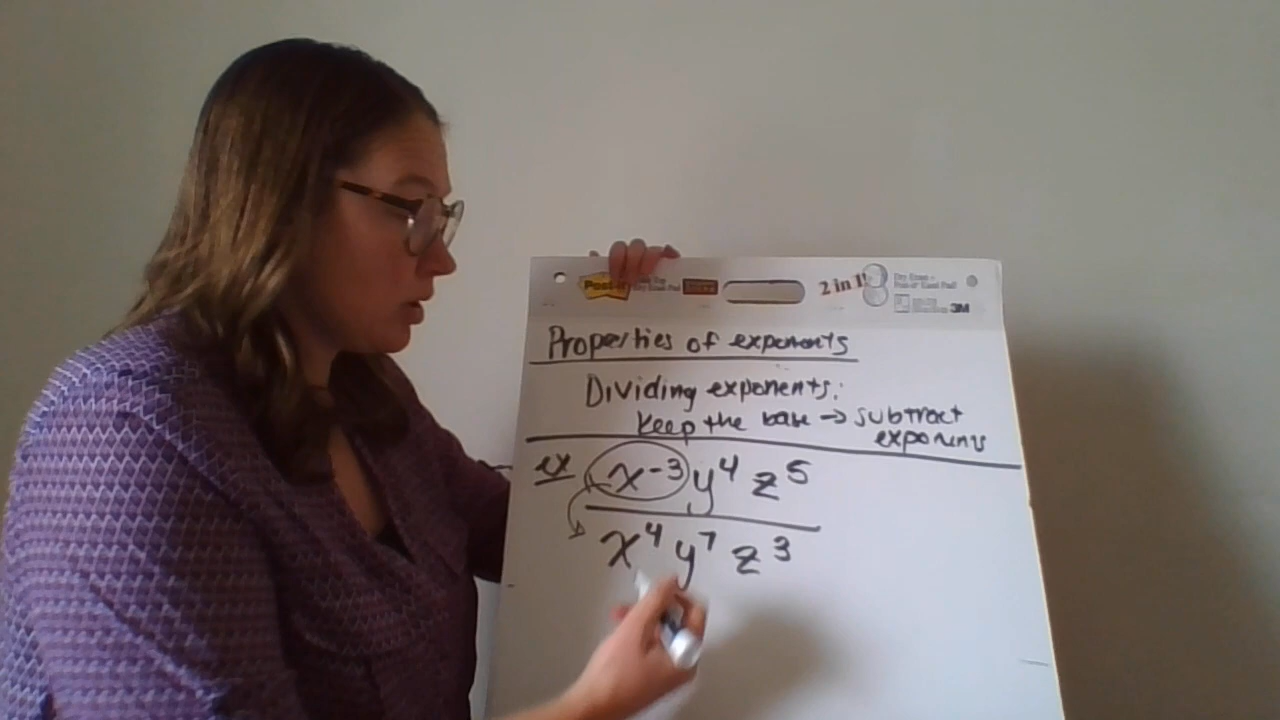 Post-it
2 in 1!
3M
Properties of exponents
Dividing exponents:
Keep the base → subtract
exponents
ex x⁻³ y⁴ z⁵
x⁴ y⁷ z³